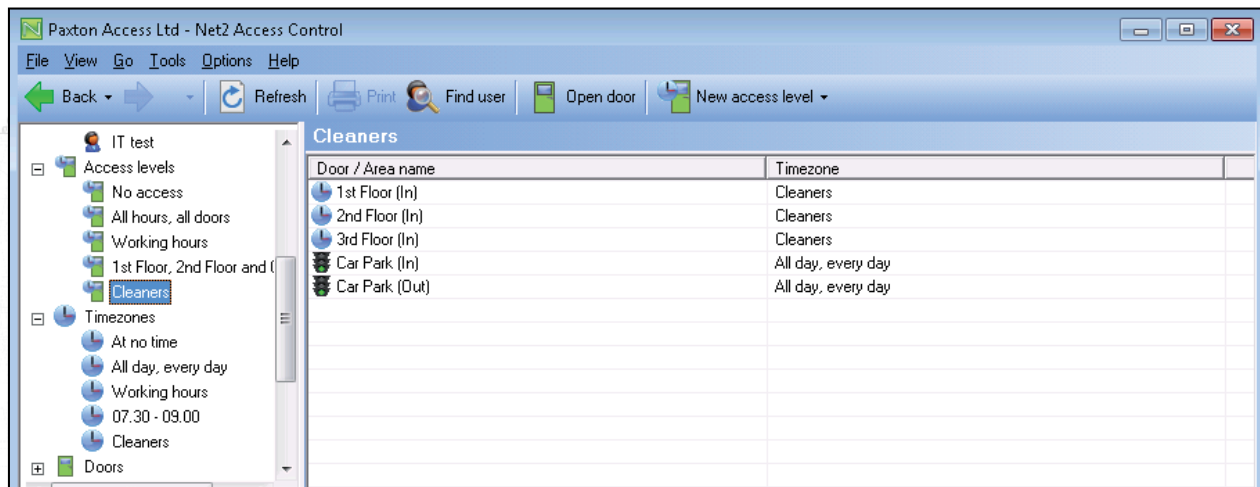 Paxton Access Ltd - Net2 Access Control
File View Go Tools Options Help
Back Refresh Print Find user Open door New access level
IT test
Access levels
No access
All hours, all doors
Working hours
1st Floor, 2nd Floor and
Cleaners
Timezones
At no time
All day, every day
Working hours
07.30 - 09.00
Cleaners
Doors
Cleaners
Door / Area name Timezone
1st Floor (In) Cleaners
2nd Floor (In) Cleaners
3rd Floor (In) Cleaners
Car Park (In) All day, every day
Car Park (Out) All day, every day